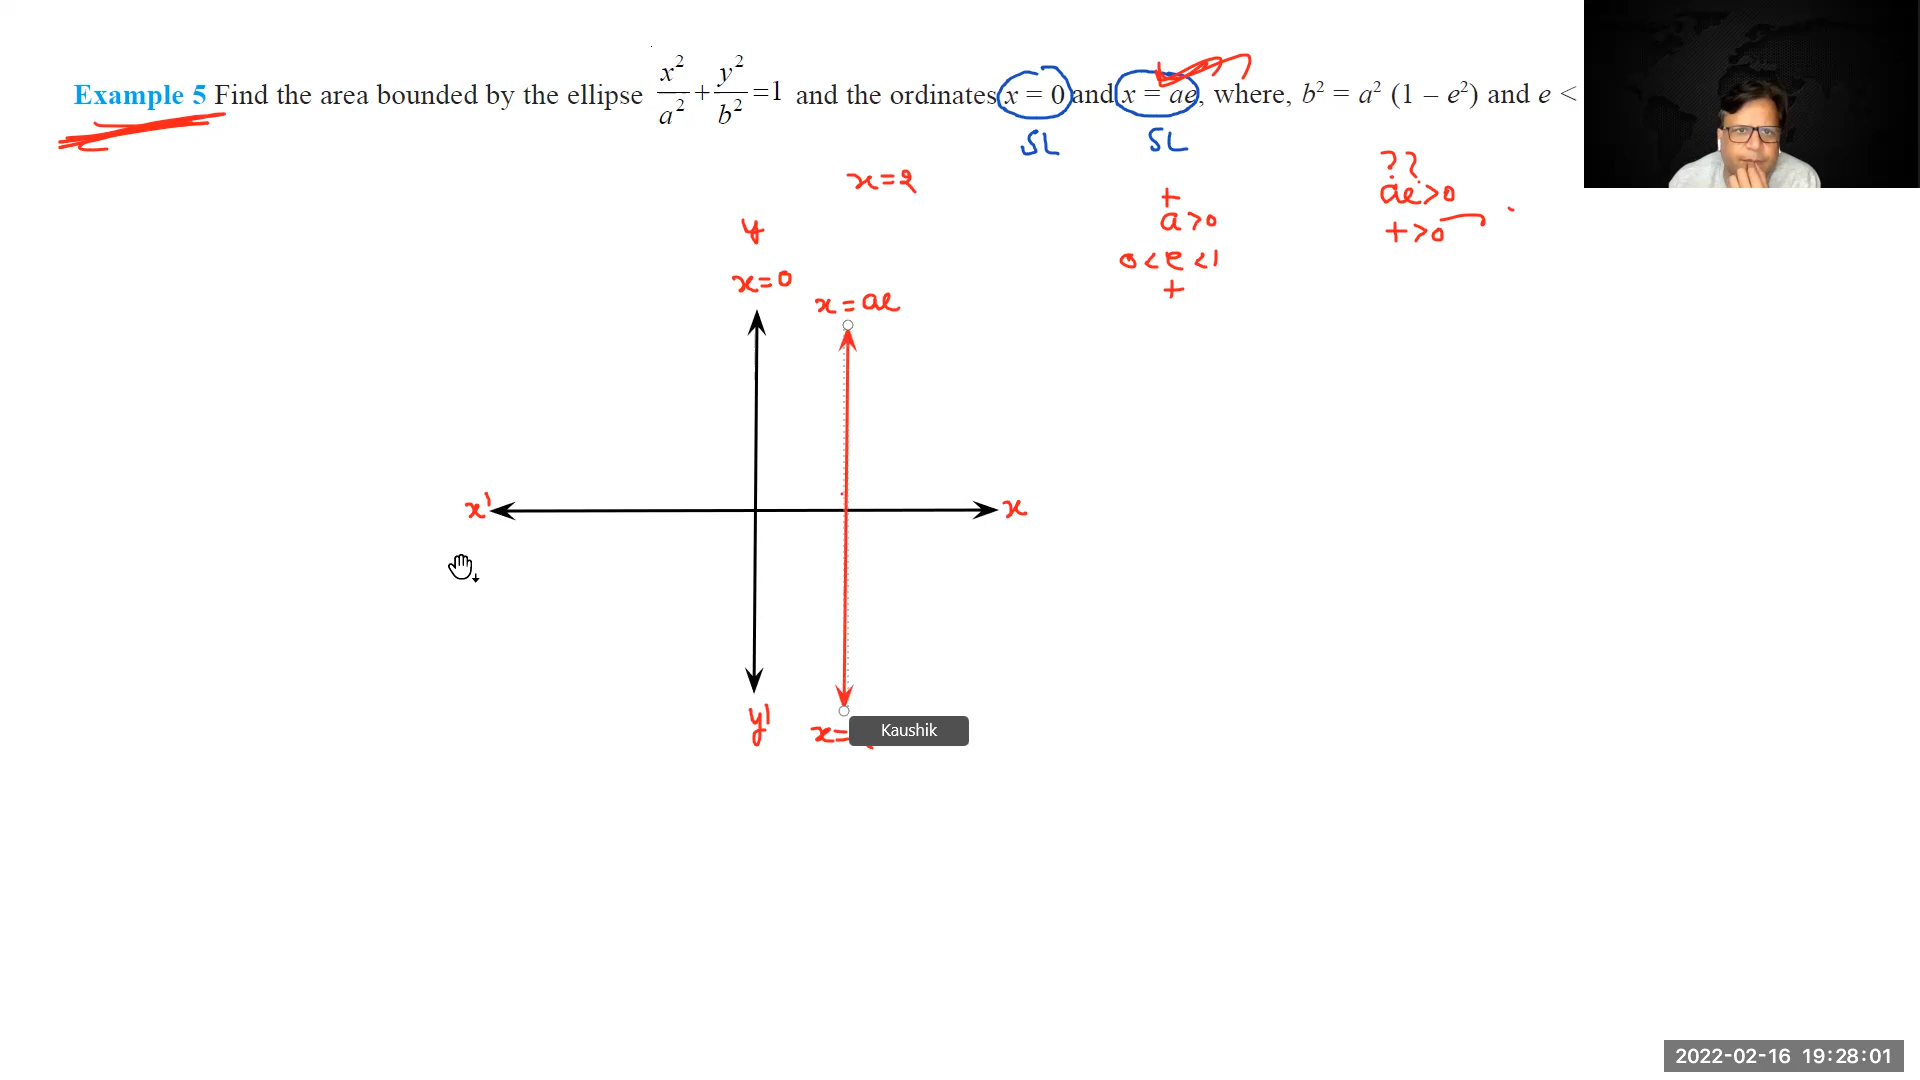 Example 5 Find the area bounded by the ellipse x²/a² + y²/b² = 1 and the ordinates x = 0 and x = ae, where, b² = a² (1 – e²) and e <
SL SL
x=2
??
ae>0
+>0
+
a>0
0<e<1
+
y
x=0
x=ae
x' x
y'
x=
Kaushik
2022-02-16 19:28:01